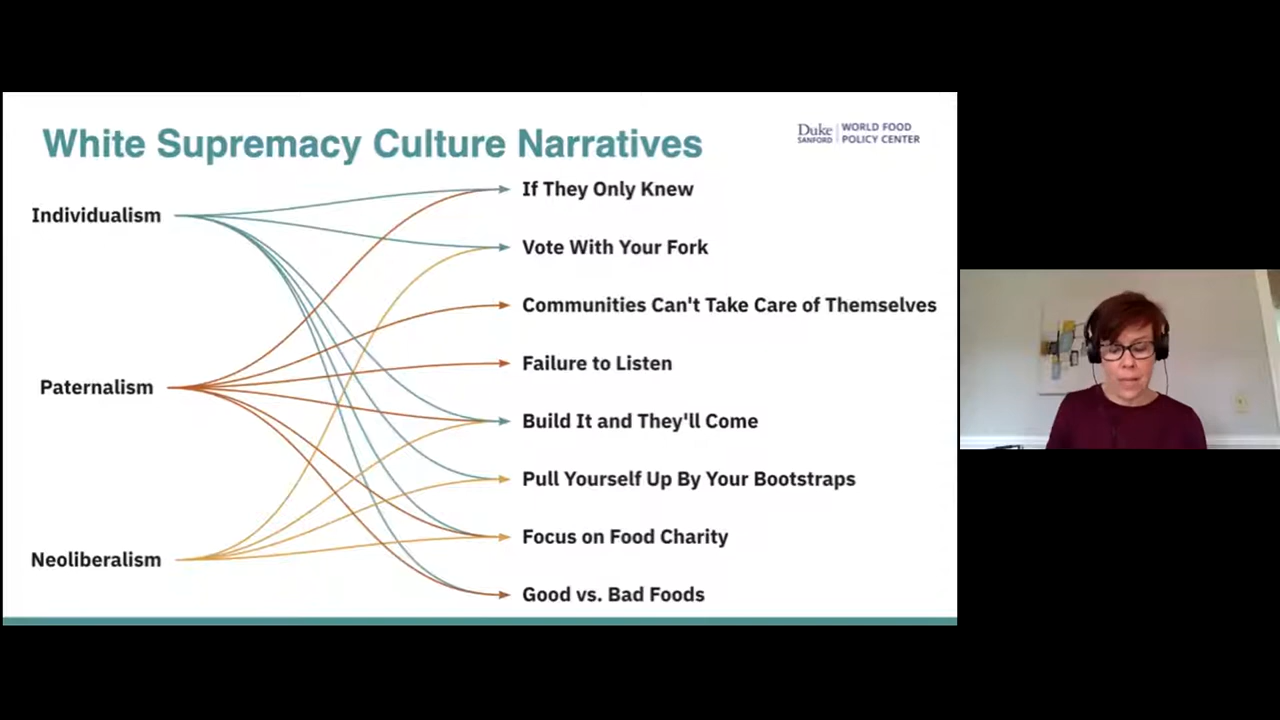 White Supremacy Culture Narratives
Duke
SANFORD
WORLD FOOD
POLICY CENTER
Individualism
Paternalism
Neoliberalism
If They Only Knew
Vote With Your Fork
Communities Can't Take Care of Themselves
Failure to Listen
Build It and They'll Come
Pull Yourself Up By Your Bootstraps
Focus on Food Charity
Good vs. Bad Foods